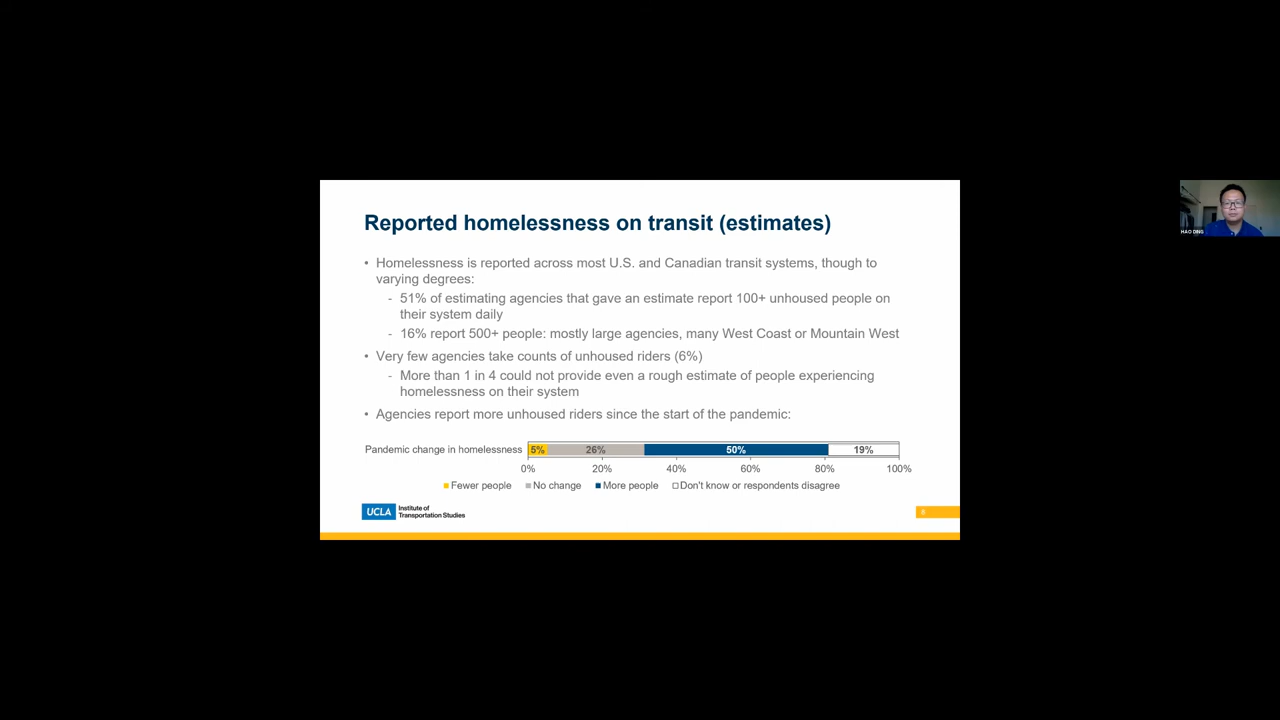 Reported homelessness on transit (estimates)
• Homelessness is reported across most U.S. and Canadian transit systems, though to
varying degrees:
- 51% of estimating agencies that gave an estimate report 100+ unhoused people on
their system daily
- 16% report 500+ people: mostly large agencies, many West Coast or Mountain West
• Very few agencies take counts of unhoused riders (6%)
- More than 1 in 4 could not provide even a rough estimate of people experiencing
homelessness on their system
• Agencies report more unhoused riders since the start of the pandemic:
Pandemic change in homelessness 5% 26% 50% 19%
0% 20% 40% 60% 80% 100%
Fewer people No change More people Don't know or respondents disagree
UCLA Institute of
Transportation Studies
HAO DING